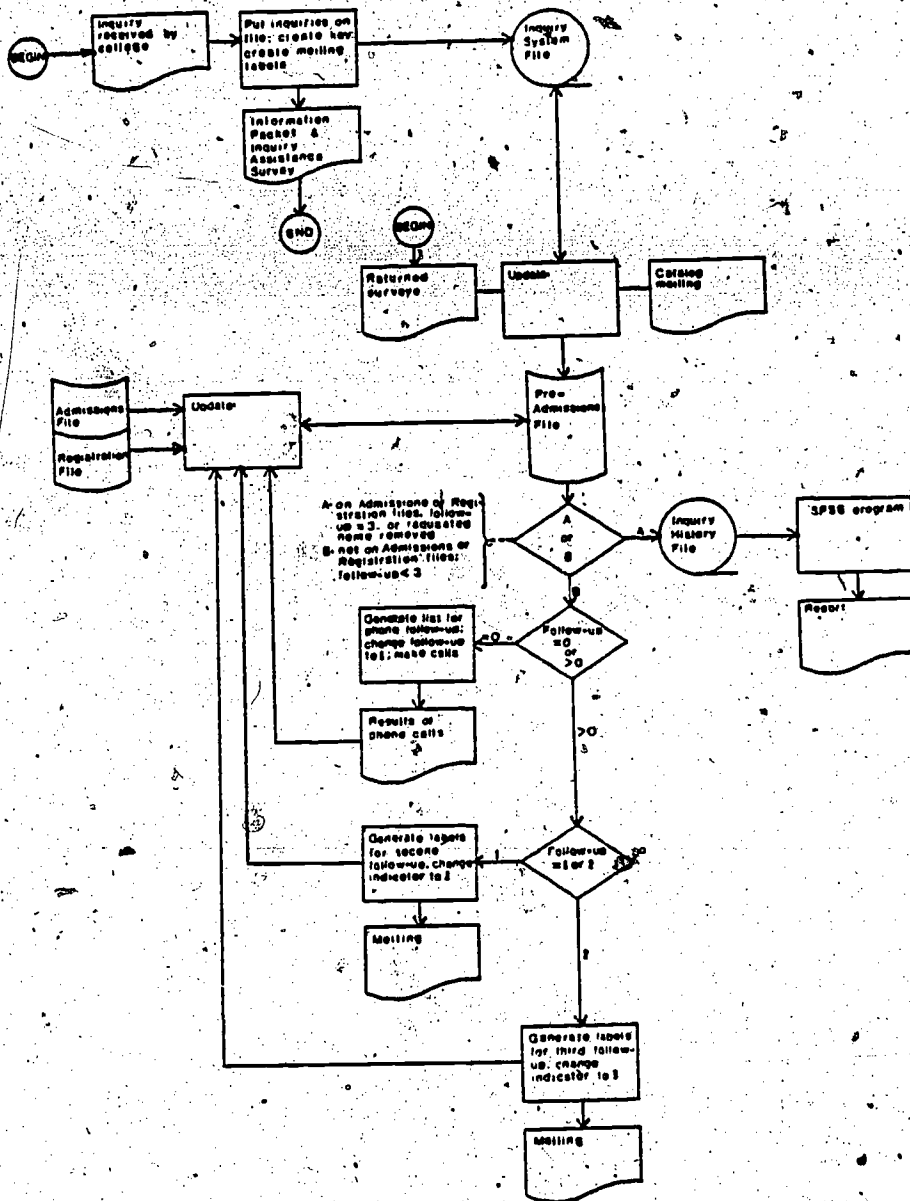 BEGIN
Inquiry
received by
college
Put inquiries on
file; create key;
create mailing
labels
Inquiry
System
File
Information
Packet &
Inquiry
Assistance
Survey
END
BEGIN
Returned
surveys
Update
Catalog
mailing
Admissions
File
Registration
File
Update
Pre-
Admissions
File
A- on Admissions or Regi-
stration files, follow-
up = 3, or requested
name removed
B- not on Admissions or
Registration files;
follow-up < 3
A
or
B
A
Inquiry
History
File
SPSS program
Report
B
Generate list for
phone follow-up;
change follow-up
to 1; make calls
=0
Follow-up
=0
or
>0
Results of
phone calls
>0
Generate labels
for second
follow-up, change
indicator to 2
1
Follow-up
=1 or 2
Mailing
2
Generate labels
for third follow-
up, change
indicator to 3
Mailing